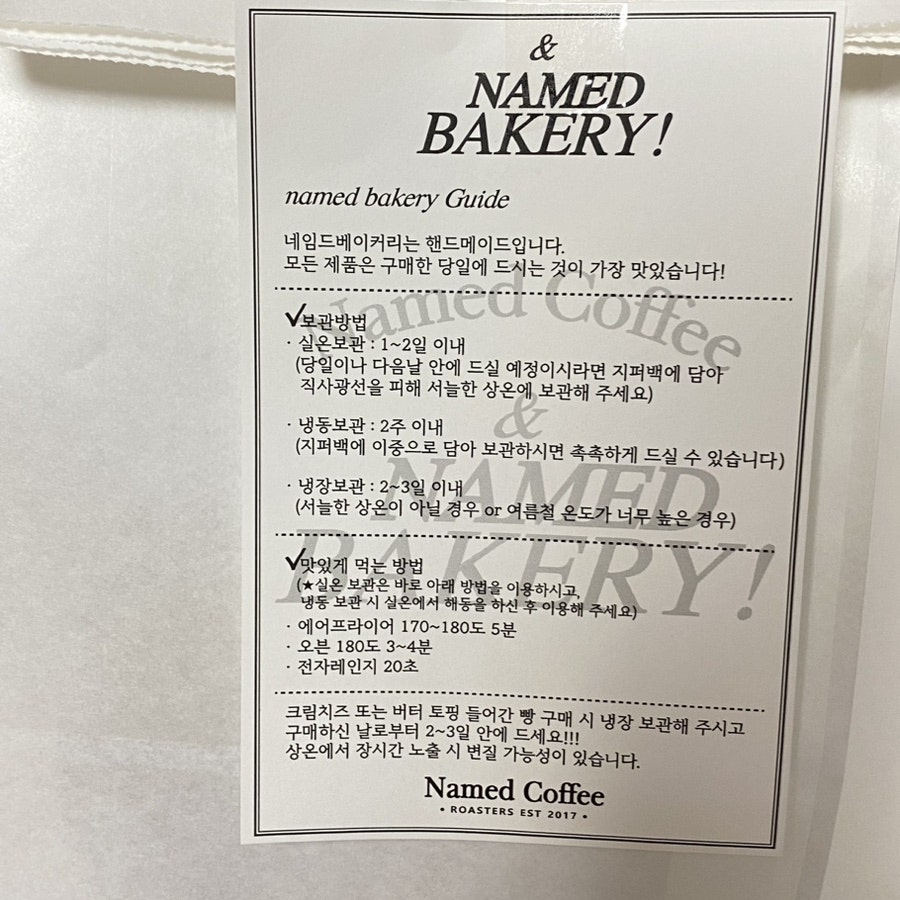 &
NAMED
BAKERY!
named bakery Guide
네임드베이커리는 핸드메이드입니다.
모든 제품은 구매한 당일에 드시는 것이 가장 맛있습니다!
Named Coffee
&
NAMED
BAKERY!
✓보관방법
· 실온보관 : 1~2일 이내
(당일이나 다음날 안에 드실 예정이시라면 지퍼백에 담아
직사광선을 피해 서늘한 상온에 보관해 주세요)
· 냉동보관 : 2주 이내
(지퍼백에 이중으로 담아 보관하시면 촉촉하게 드실 수 있습니다)
· 냉장보관 : 2~3일 이내
(서늘한 상온이 아닐 경우 or 여름철 온도가 너무 높은 경우)
✓맛있게 먹는 방법
(★실온 보관은 바로 아래 방법을 이용하시고,
냉동 보관 시 실온에서 해동을 하신 후 이용해 주세요)
· 에어프라이어 170~180도 5분
· 오븐 180도 3~4분
· 전자레인지 20초
크림치즈 또는 버터 토핑 들어간 빵 구매 시 냉장 보관해 주시고
구매하신 날로부터 2~3일 안에 드세요!!!
상온에서 장시간 노출 시 변질 가능성이 있습니다.
Named Coffee
• ROASTERS EST 2017 •